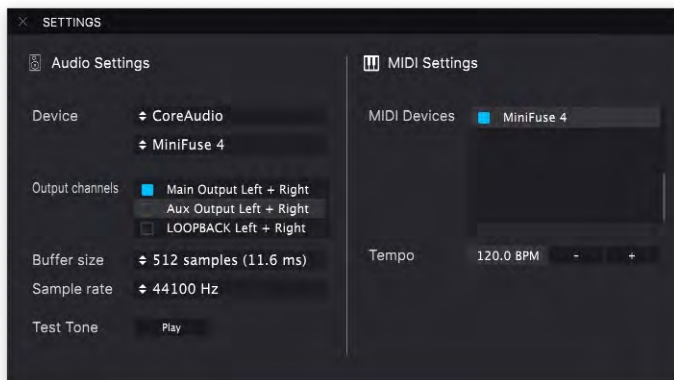 × SETTINGS
Audio Settings
Device
CoreAudio
MiniFuse 4
Output channels
Main Output Left + Right
Aux Output Left + Right
LOOPBACK Left + Right
Buffer size
512 samples (11.6 ms)
Sample rate
44100 Hz
Test Tone
Play
MIDI Settings
MIDI Devices
MiniFuse 4
Tempo
120.0 BPM - +